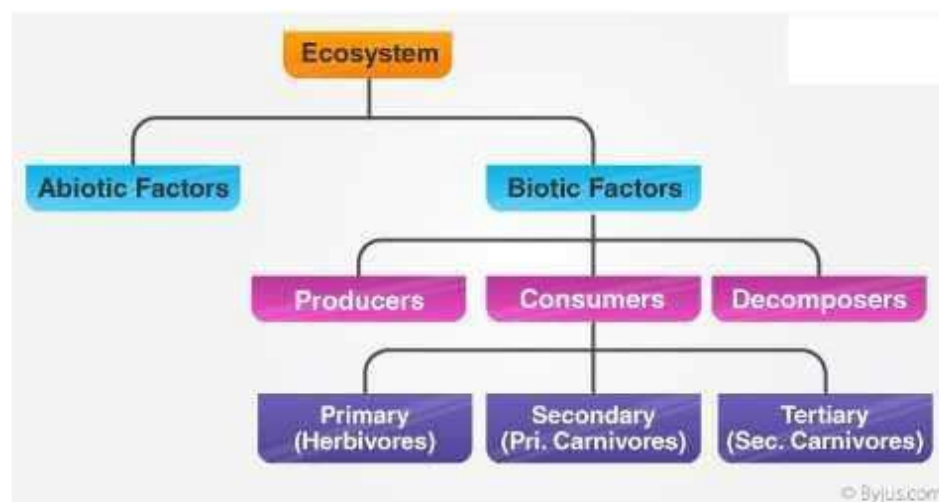 Ecosystem
Abiotic Factors
Biotic Factors
Producers
Consumers
Decomposers
Primary
(Herbivores)
Secondary
(Pri. Carnivores)
Tertiary
(Sec. Carnivores)
© Byjus.com